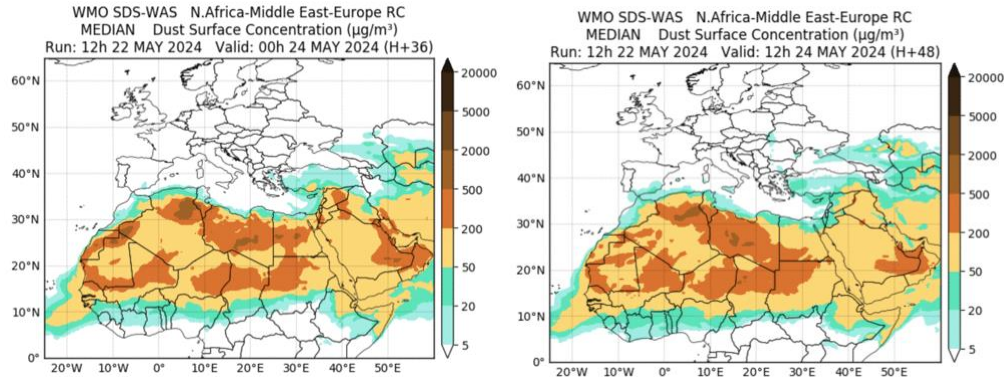 WMO SDS-WAS N.Africa-Middle East-Europe RC
MEDIAN Dust Surface Concentration (µg/m³)
Run: 12h 22 MAY 2024 Valid: 00h 24 MAY 2024 (H+36)
60°N
50°N
40°N
30°N
20°N
10°N
0°
20°W 10°W 0° 10°E 20°E 30°E 40°E 50°E
20000
5000
2000
500
200
50
20
5
WMO SDS-WAS N.Africa-Middle East-Europe RC
MEDIAN Dust Surface Concentration (µg/m³)
Run: 12h 22 MAY 2024 Valid: 12h 24 MAY 2024 (H+48)
60°N
50°N
40°N
30°N
20°N
10°N
0°
20°W 10°W 0° 10°E 20°E 30°E 40°E 50°E
20000
5000
2000
500
200
50
20
5